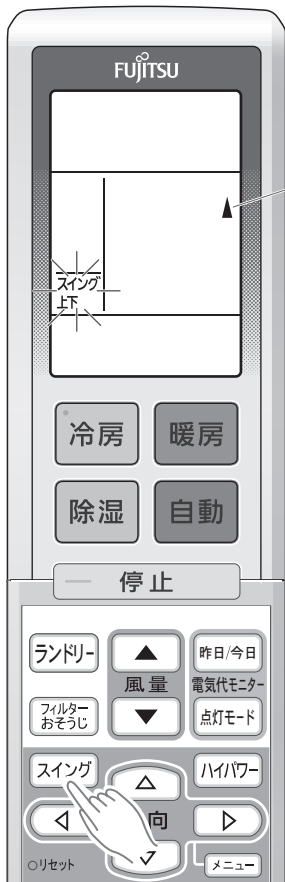 FUJITSU
スイング
上下
冷房
暖房
除湿
自動
停止
ランドリー
風量
昨日/今日
電気代モニター
フィルター
おそうじ
点灯モード
スイング
ハイパワー
向
リセット
メニュー